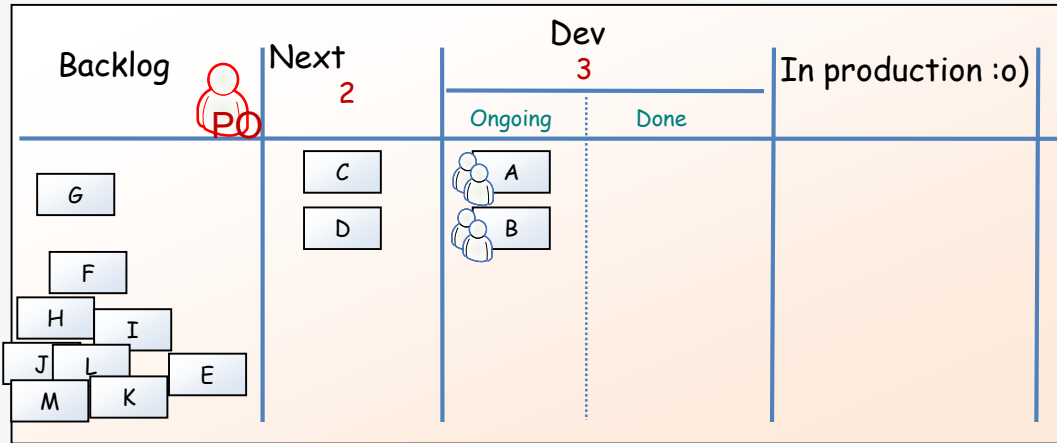 Backlog
PO
Next
2
Dev
3
Ongoing
Done
In production :o)
G
F
H
I
J
L
E
M
K
C
D
A
B